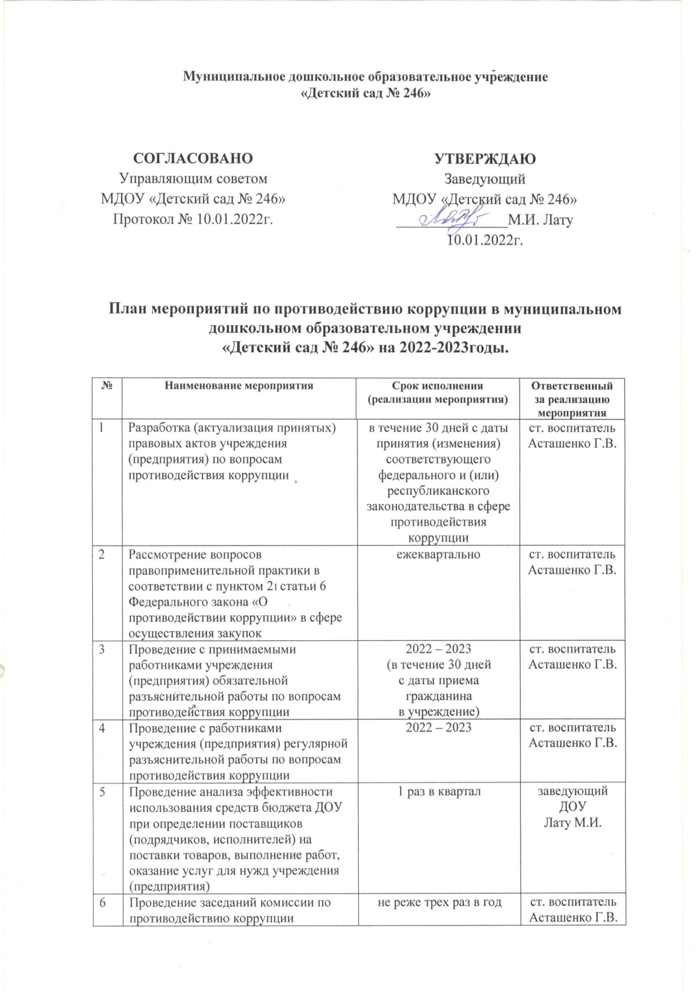 Муниципальное дошкольное образовательное учреждение
«Детский сад № 246»
СОГЛАСОВАНО
Управляющим советом
МДОУ «Детский сад № 246»
Протокол № 10.01.2022г.
УТВЕРЖДАЮ
Заведующий
МДОУ «Детский сад № 246»
М.И. Лату
10.01.2022г.
План мероприятий по противодействию коррупции в муниципальном
дошкольном образовательном учреждении
«Детский сад № 246» на 2022-2023годы.
№
Наименование мероприятия
Срок исполнения
(реализации мероприятия)
Ответственный
за реализацию
мероприятия
1
Разработка (актуализация принятых)
правовых актов учреждения
(предприятия) по вопросам
противодействия коррупции
в течение 30 дней с даты
принятия (изменения)
соответствующего
федерального и (или)
республиканского
законодательства в сфере
противодействия
коррупции
ст. воспитатель
Асташенко Г.В.
2
Рассмотрение вопросов
правоприменительной практики в
соответствии с пунктом 21 статьи 6
Федерального закона «О
противодействии коррупции» в сфере
осуществления закупок
ежеквартально
ст. воспитатель
Асташенко Г.В.
3
Проведение с принимаемыми
работниками учреждения
(предприятия) обязательной
разъяснительной работы по вопросам
противодействия коррупции
2022 – 2023
(в течение 30 дней
с даты приема
гражданина
в учреждение)
ст. воспитатель
Асташенко Г.В.
4
Проведение с работниками
учреждения (предприятия) регулярной
разъяснительной работы по вопросам
противодействия коррупции
2022 – 2023
ст. воспитатель
Асташенко Г.В.
5
Проведение анализа эффективности
использования средств бюджета ДОУ
при определении поставщиков
(подрядчиков, исполнителей) на
поставки товаров, выполнение работ,
оказание услуг для нужд учреждения
(предприятия)
1 раз в квартал
заведующий
ДОУ
Лату М.И.
6
Проведение заседаний комиссии по
противодействию коррупции
не реже трех раз в год
ст. воспитатель
Асташенко Г.В.